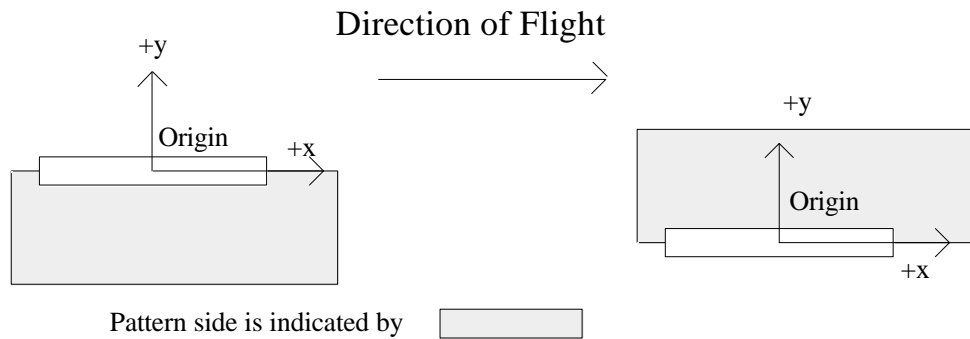 Direction of Flight
+y
Origin
+x
+y
Origin
+x
Pattern side is indicated by